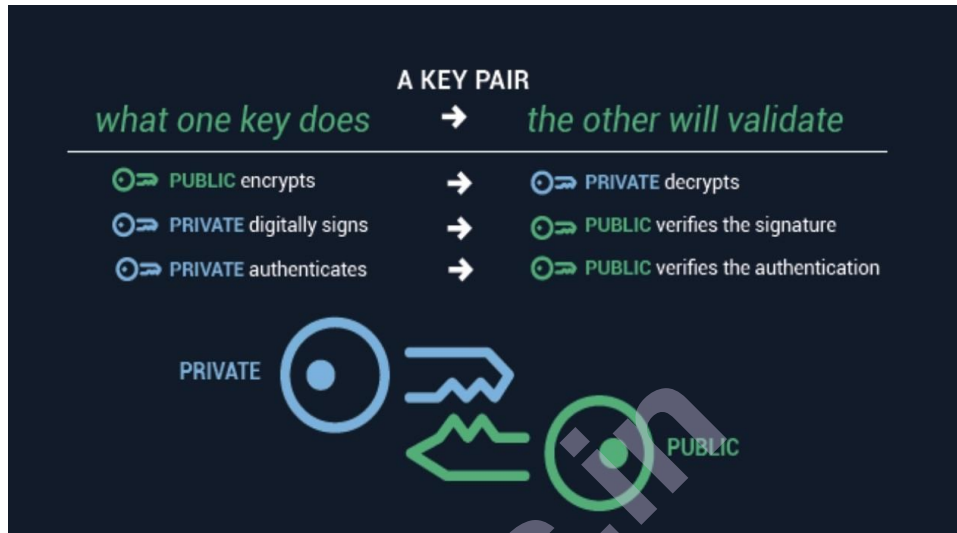 A KEY PAIR
what one key does → the other will validate
PUBLIC encrypts → PRIVATE decrypts
PRIVATE digitally signs → PUBLIC verifies the signature
PRIVATE authenticates → PUBLIC verifies the authentication
PRIVATE
PUBLIC